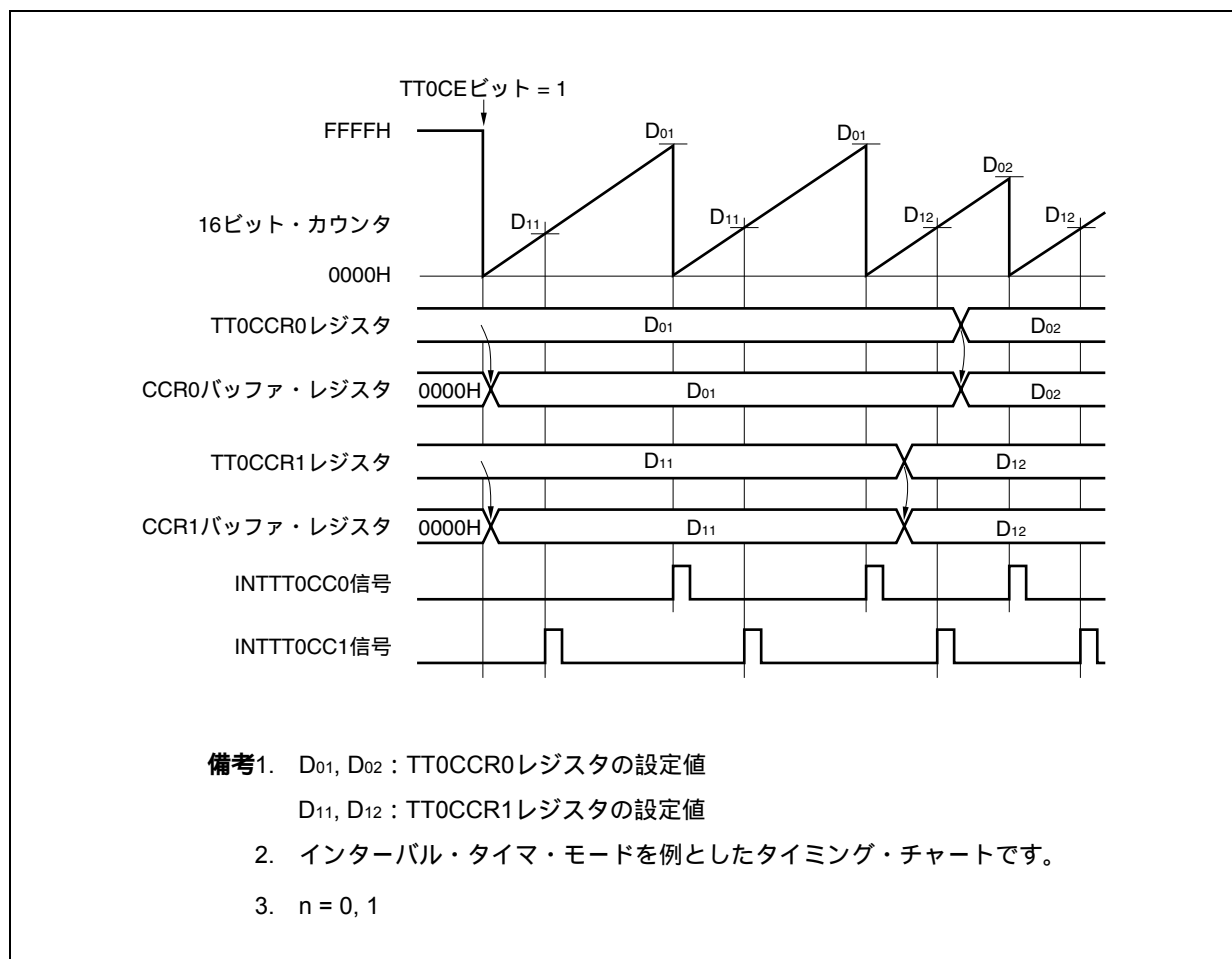 TT0CEビット = 1
FFFFH
D01
D01
D02
16ビット・カウンタ
D11
D11
D12
D12
0000H
TT0CCR0レジスタ
D01
D02
CCR0バッファ・レジスタ
0000H
D01
D02
TT0CCR1レジスタ
D11
D12
CCR1バッファ・レジスタ
0000H
D11
D12
INTTT0CC0信号
INTTT0CC1信号
備考1. D01, D02：TT0CCR0レジスタの設定値
D11, D12：TT0CCR1レジスタの設定値
2. インターバル・タイマ・モードを例としたタイミング・チャートです。
3. n = 0, 1